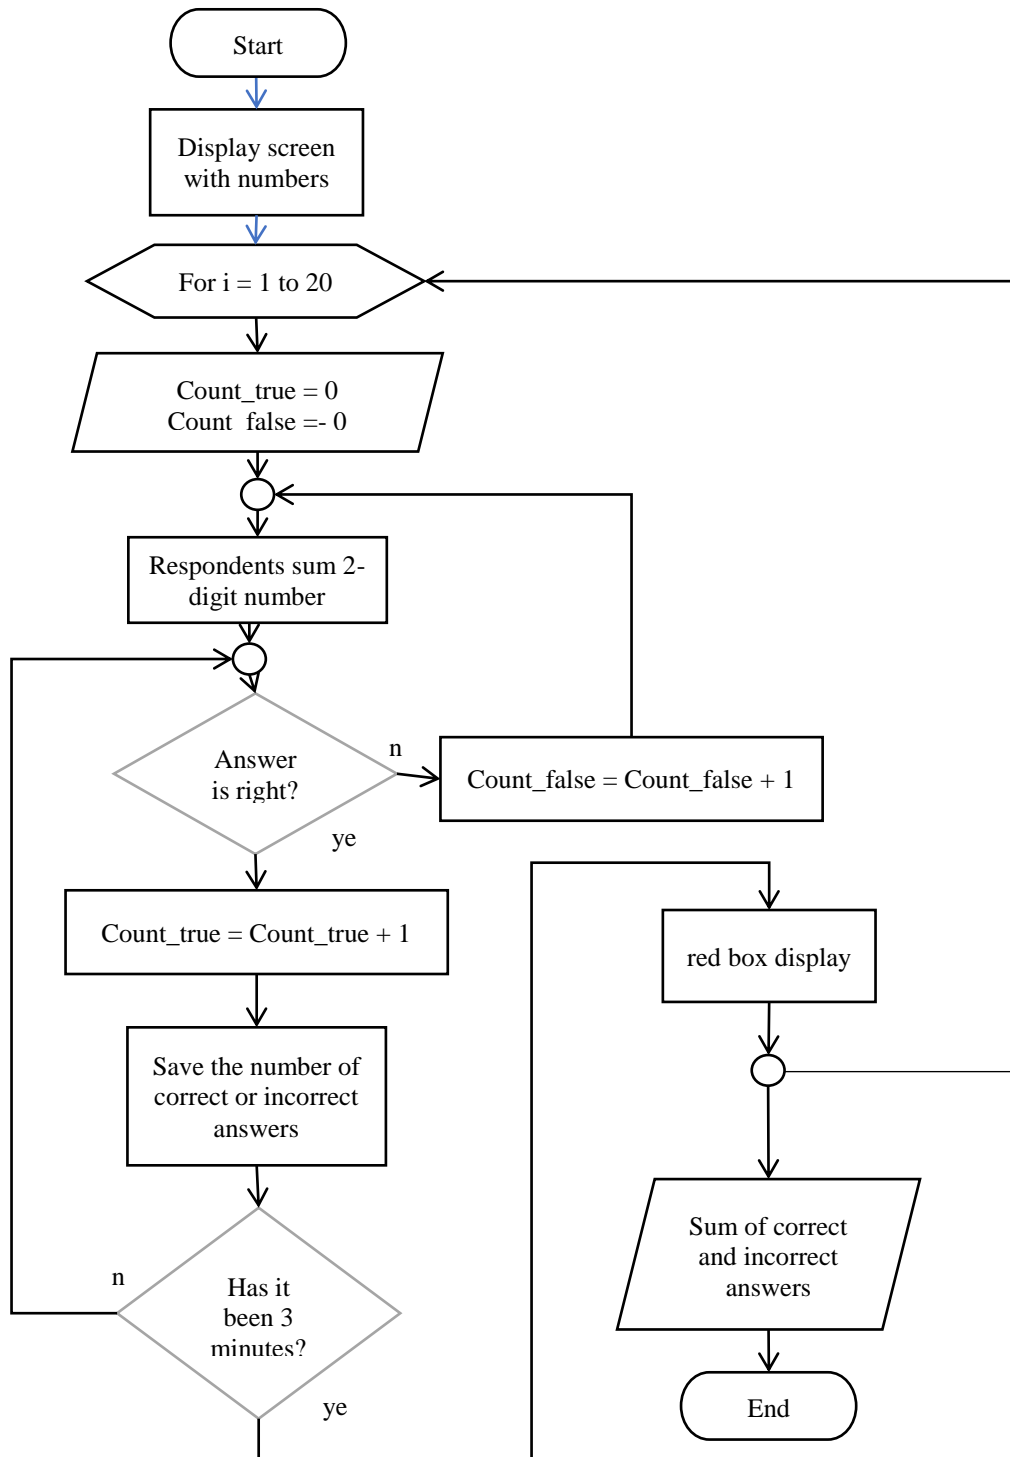 Start
Display screen
with numbers
For i = 1 to 20
Count_true = 0
Count_false =- 0
Respondents sum 2-
digit number
Answer
is right?
n
Count_false = Count_false + 1
ye
Count_true = Count_true + 1
Save the number of
correct or incorrect
answers
Has it
been 3
minutes?
n
ye
red box display
Sum of correct
and incorrect
answers
End